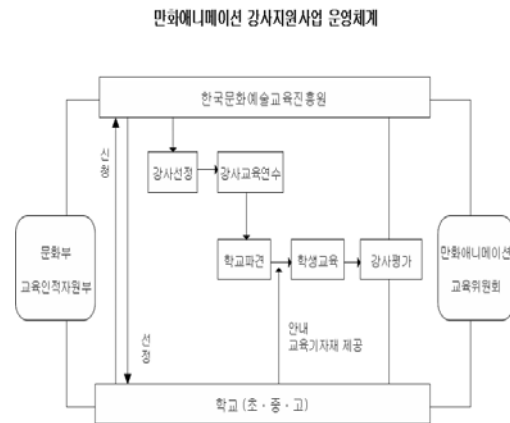 만화애니메이션 강사지원사업 운영체계
한국문화예술교육진흥원
신청
강사선정
강사교육연수
문화부
교육인적자원부
학교파견
학생교육
강사평가
만화애니메이션
교육위원회
선정
안내
교육기자재 제공
학교 (초·중·고)